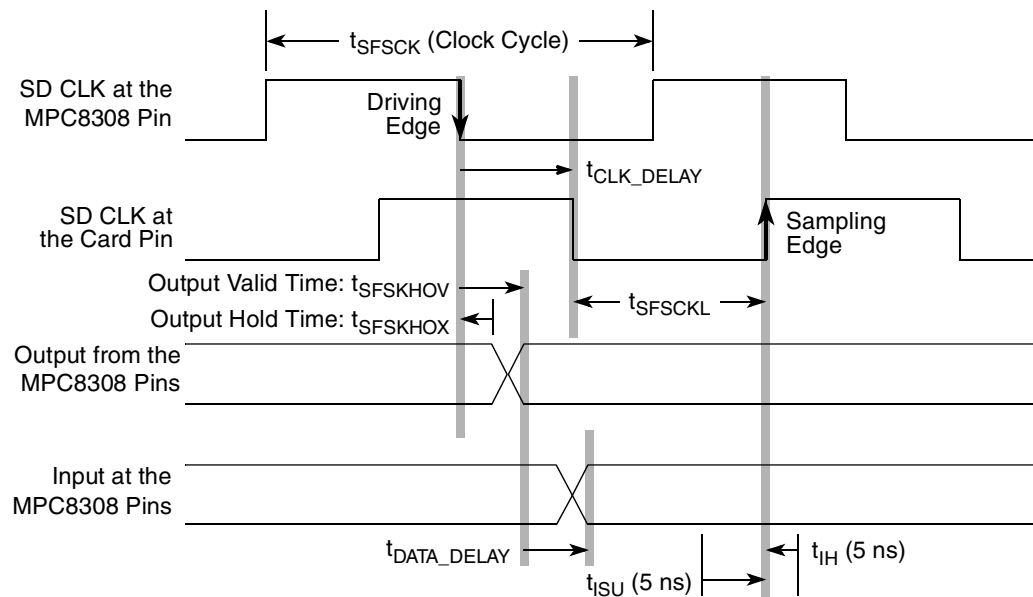 tSFSCK (Clock Cycle)
SD CLK at the
MPC8308 Pin
Driving
Edge
tCLK_DELAY
SD CLK at
the Card Pin
Sampling
Edge
Output Valid Time: tSFSKHOV
tSFSCKL
Output Hold Time: tSFSKHOX
Output from the
MPC8308 Pins
Input at the
MPC8308 Pins
tDATA_DELAY
tIH (5 ns)
tISU (5 ns)